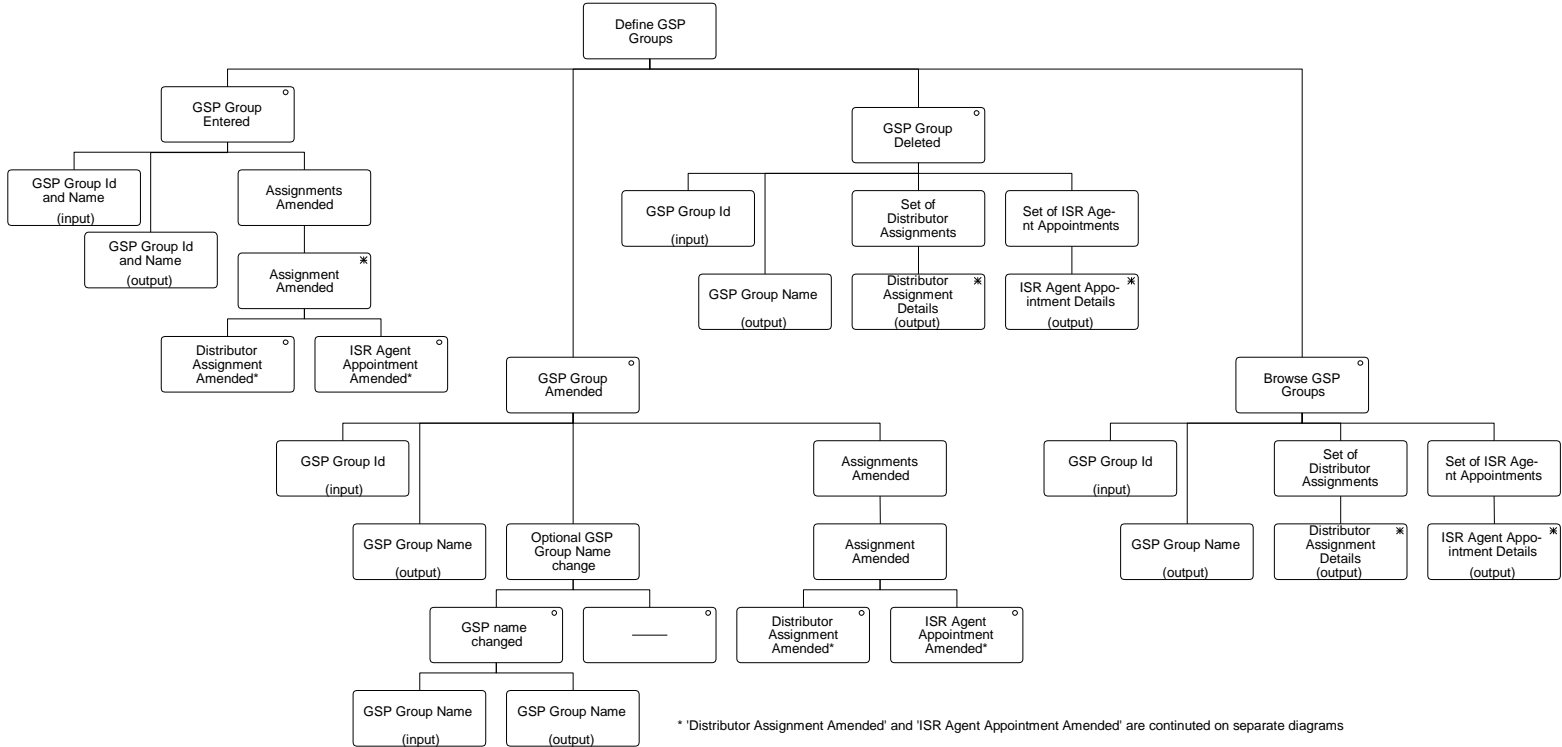 Define GSP
Groups
GSP Group
Entered
GSP Group Id
and Name
(input)
GSP Group Id
and Name
(output)
Assignments
Amended
Assignment
Amended
Distributor
Assignment
Amended*
ISR Agent
Appointment
Amended*
GSP Group
Deleted
GSP Group Id
(input)
GSP Group Name
(output)
Set of
Distributor
Assignments
Distributor
Assignment
Details
(output)
Set of ISR Age-
nt Appointments
ISR Agent Appo-
intment Details
(output)
GSP Group
Amended
GSP Group Id
(input)
GSP Group Name
(output)
Optional GSP
Group Name
change
GSP name
changed
GSP Group Name
(input)
GSP Group Name
(output)
Assignments
Amended
Assignment
Amended
Distributor
Assignment
Amended*
ISR Agent
Appointment
Amended*
Browse GSP
Groups
GSP Group Id
(input)
GSP Group Name
(output)
Set of
Distributor
Assignments
Distributor
Assignment
Details
(output)
Set of ISR Age-
nt Appointments
ISR Agent Appo-
intment Details
(output)
* 'Distributor Assignment Amended' and 'ISR Agent Appointment Amended' are continuted on separate diagrams